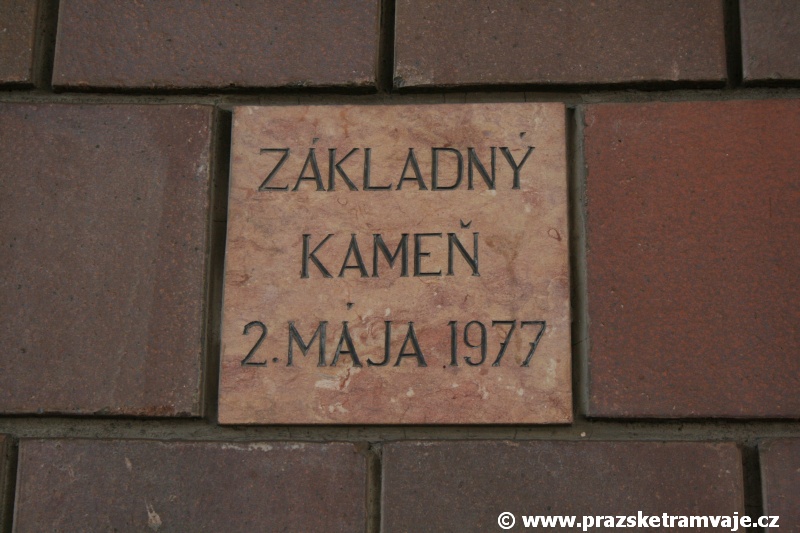 ZÁKLADNÝ
KAMEŇ
2. MÁJA 1977
© www.prazsketramvaje.cz